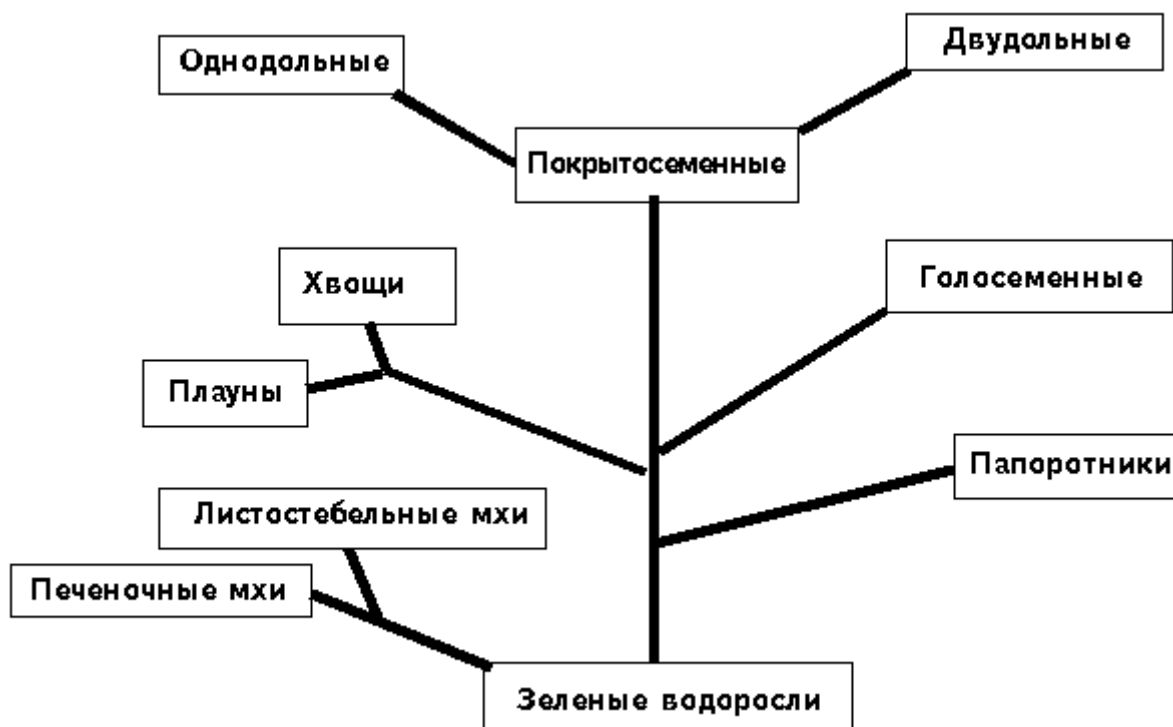 Однодольные
Двудольные
Покрытосеменные
Хвощи
Голосеменные
Плауны
Папоротники
Листостебельные мхи
Печеночные мхи
Зеленые водоросли